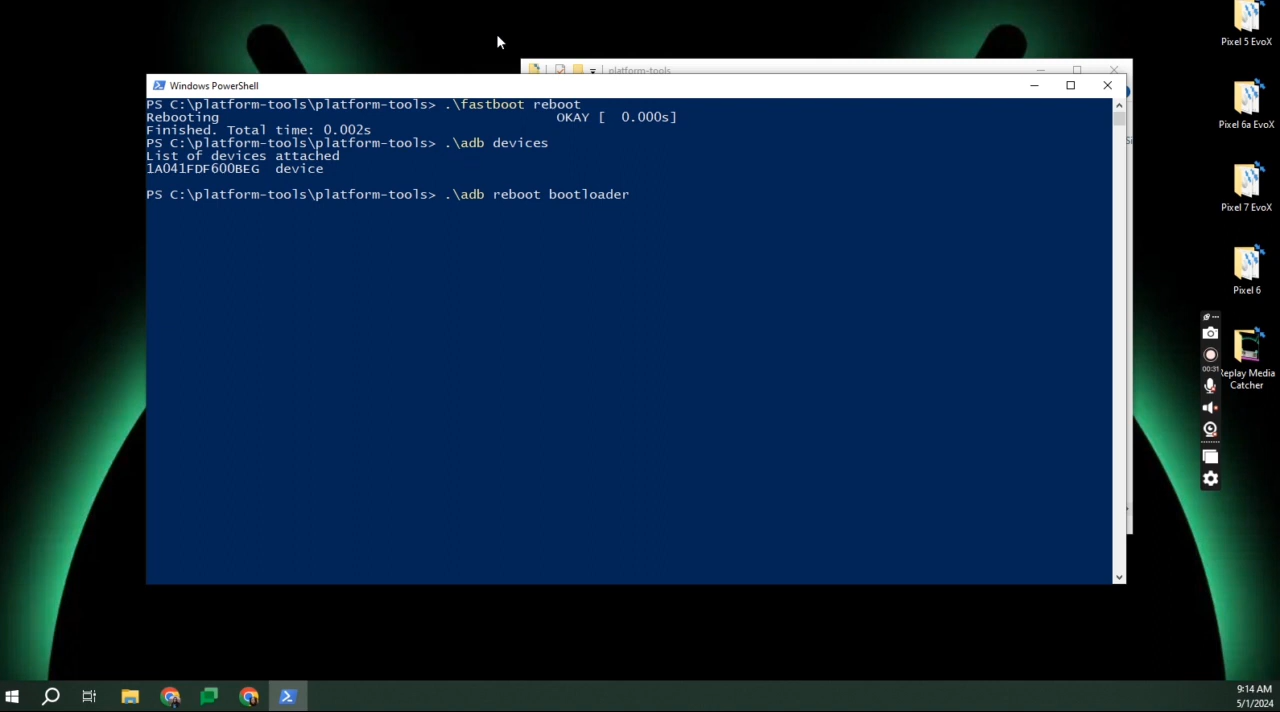 Pixel 5 EvoX
platform-tools
Windows PowerShell
PS C:\platform-tools\platform-tools> .\fastboot reboot
Rebooting OKAY [ 0.000s]
Finished. Total time: 0.002s
PS C:\platform-tools\platform-tools> .\adb devices
List of devices attached
1A041FDF600BEG device
PS C:\platform-tools\platform-tools> .\adb reboot bootloader
Pixel 6a EvoX
Pixel 7 EvoX
Pixel 6
00:31
Replay Media
Catcher
9:14 AM
5/1/2024